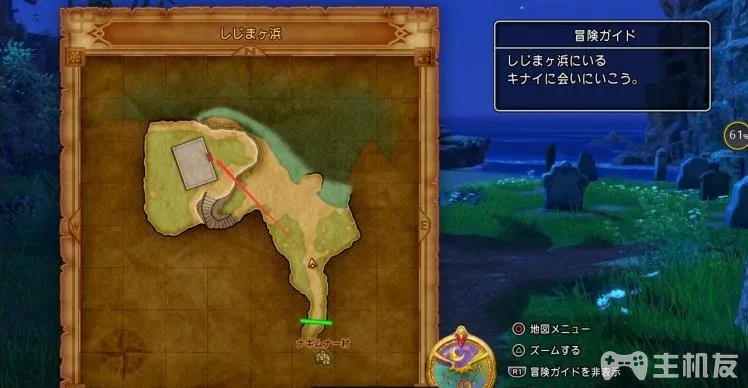 しじまヶ浜
N
W
E
ナギムナー村
冒険ガイド
しじまヶ浜にいる
キナイに会いにいこう。
61%
地図メニュー
ズームする
R1 冒険ガイドを非表示
主机友